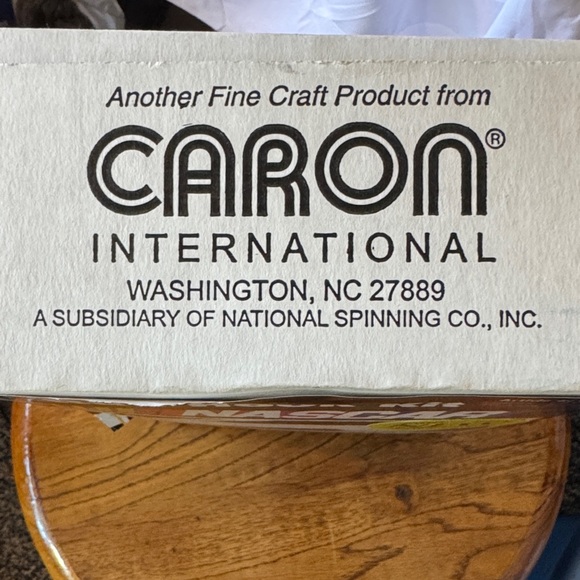 Another Fine Craft Product from
CARON®
INTERNATIONAL
WASHINGTON, NC 27889
A SUBSIDIARY OF NATIONAL SPINNING CO., INC.
NASCAR